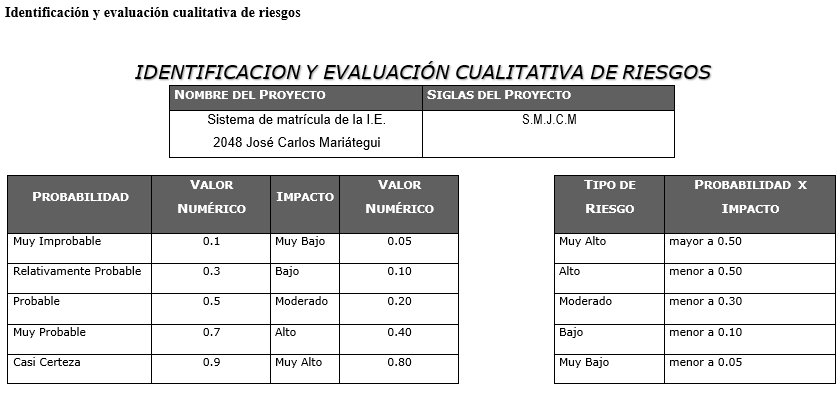 Identificación y evaluación cualitativa de riesgos
IDENTIFICACION Y EVALUACIÓN CUALITATIVA DE RIESGOS
NOMBRE DEL PROYECTO SIGLAS DEL PROYECTO
Sistema de matrícula de la I.E. S.M.J.C.M
2048 José Carlos Mariátegui
PROBABILIDAD VALOR NUMÉRICO IMPACTO VALOR NUMÉRICO
Muy Improbable 0.1 Muy Bajo 0.05
Relativamente Probable 0.3 Bajo 0.10
Probable 0.5 Moderado 0.20
Muy Probable 0.7 Alto 0.40
Casi Certeza 0.9 Muy Alto 0.80
TIPO DE RIESGO PROBABILIDAD X IMPACTO
Muy Alto mayor a 0.50
Alto menor a 0.50
Moderado menor a 0.30
Bajo menor a 0.10
Muy Bajo menor a 0.05